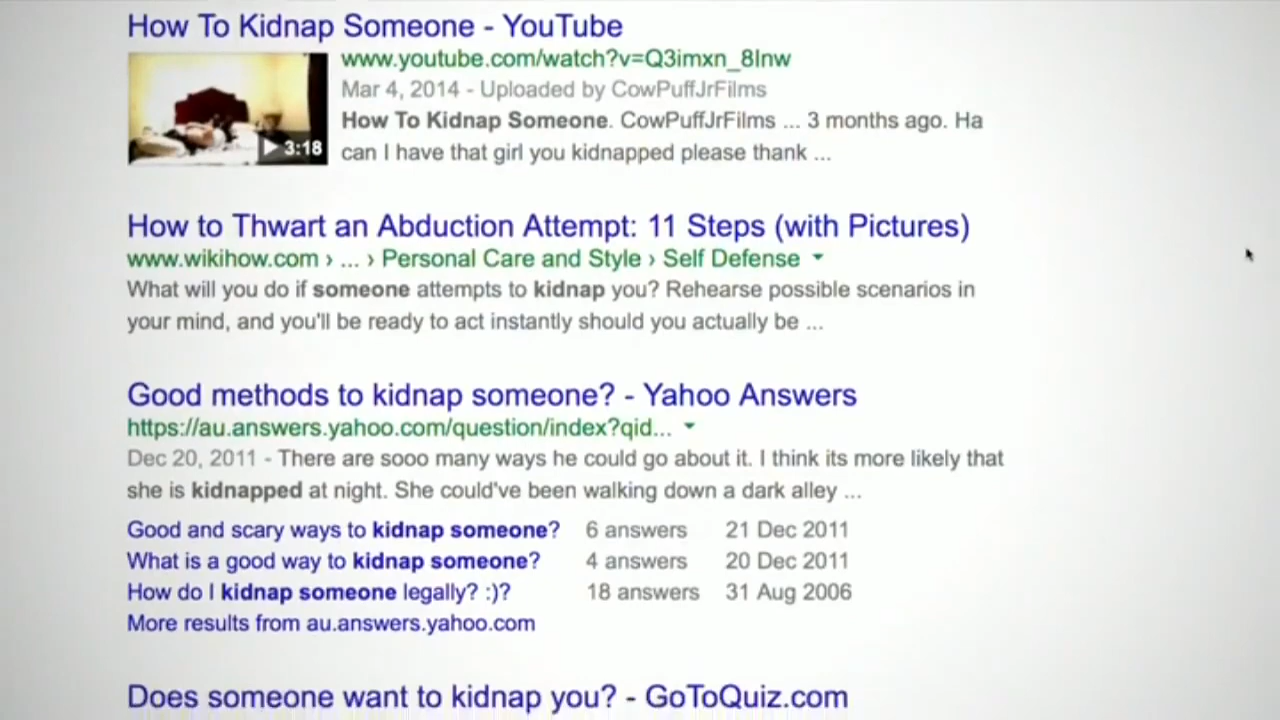 How To Kidnap Someone - YouTube
www.youtube.com/watch?v=Q3imxn_8Inw
Mar 4, 2014 - Uploaded by CowPuffJrFilms
How To Kidnap Someone. CowPuffJrFilms ... 3 months ago. Ha
can I have that girl you kidnapped please thank ...
3:18
How to Thwart an Abduction Attempt: 11 Steps (with Pictures)
www.wikihow.com › ... › Personal Care and Style › Self Defense
What will you do if someone attempts to kidnap you? Rehearse possible scenarios in
your mind, and you'll be ready to act instantly should you actually be ...
Good methods to kidnap someone? - Yahoo Answers
https://au.answers.yahoo.com/question/index?qid...
Dec 20, 2011 - There are sooo many ways he could go about it. I think its more likely that
she is kidnapped at night. She could've been walking down a dark alley ...
Good and scary ways to kidnap someone? 6 answers 21 Dec 2011
What is a good way to kidnap someone? 4 answers 20 Dec 2011
How do I kidnap someone legally? :)? 18 answers 31 Aug 2006
More results from au.answers.yahoo.com
Does someone want to kidnap you? - GoToQuiz.com